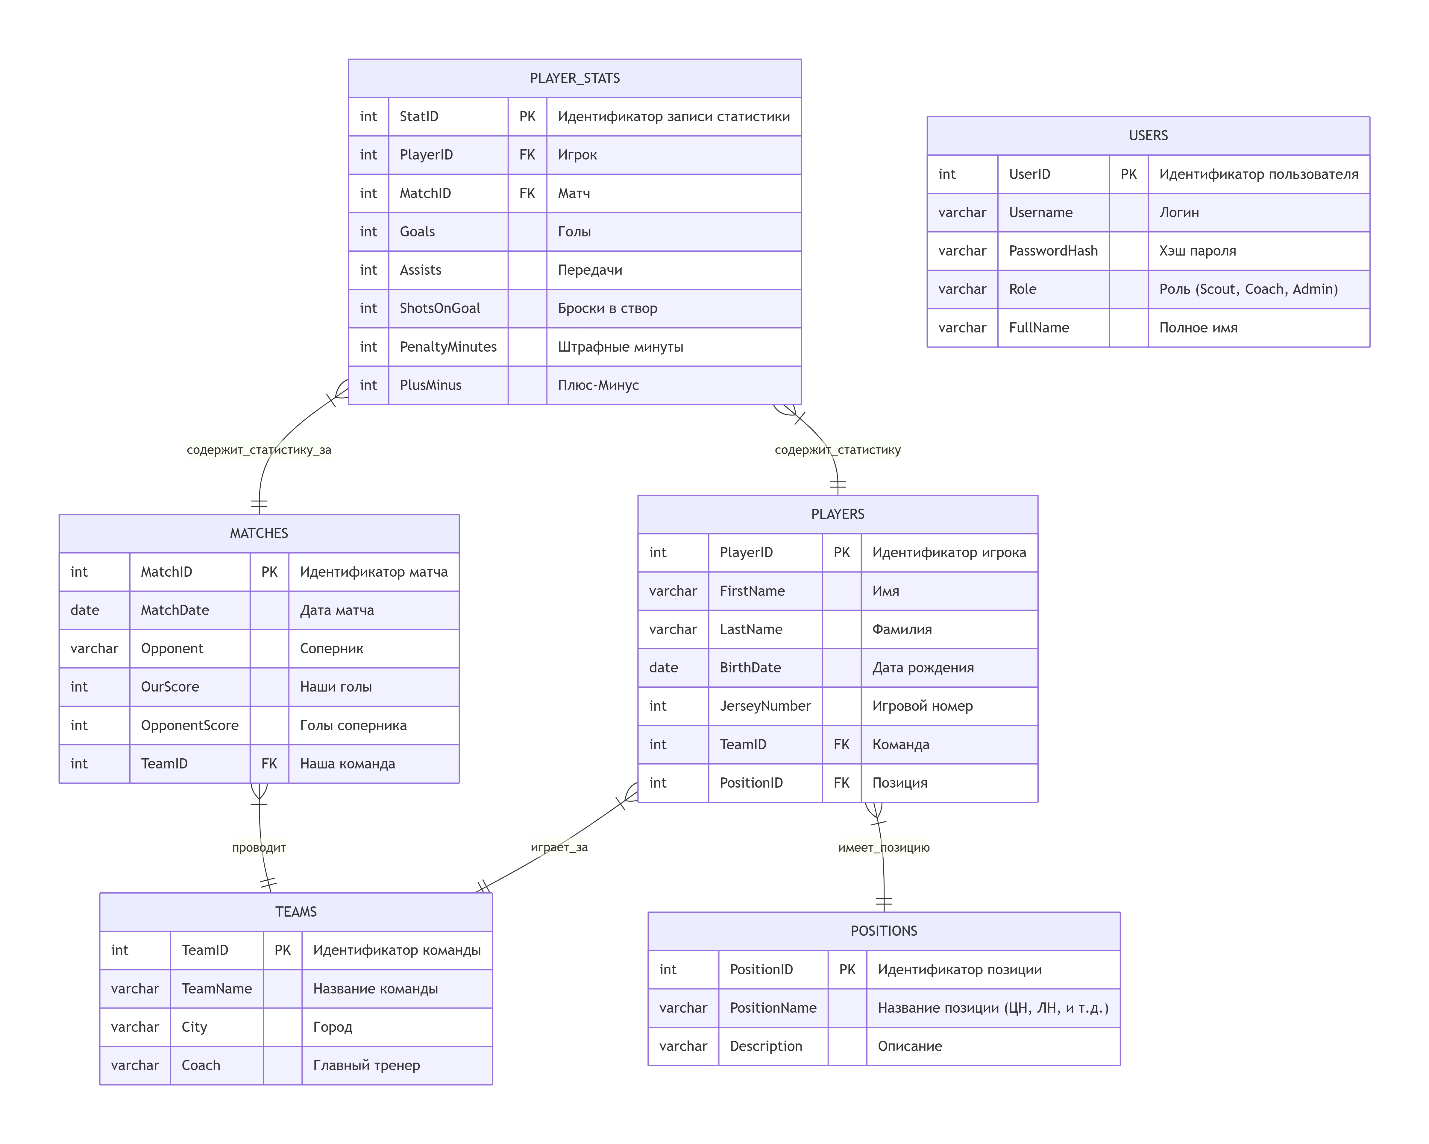 PLAYER_STATS
int StatID PK Идентификатор записи статистики
int PlayerID FK Игрок
int MatchID FK Матч
int Goals Голы
int Assists Передачи
int ShotsOnGoal Броски в створ
int PenaltyMinutes Штрафные минуты
int PlusMinus Плюс-Минус
USERS
int UserID PK Идентификатор пользователя
varchar Username Логин
varchar PasswordHash Хэш пароля
varchar Role Роль (Scout, Coach, Admin)
varchar FullName Полное имя
содержит_статистику_за
содержит_статистику
MATCHES
int MatchID PK Идентификатор матча
date MatchDate Дата матча
varchar Opponent Соперник
int OurScore Наши голы
int OpponentScore Голы соперника
int TeamID FK Наша команда
PLAYERS
int PlayerID PK Идентификатор игрока
varchar FirstName Имя
varchar LastName Фамилия
date BirthDate Дата рождения
int JerseyNumber Игровой номер
int TeamID FK Команда
int PositionID FK Позиция
проводит
играет_за
имеет_позицию
TEAMS
int TeamID PK Идентификатор команды
varchar TeamName Название команды
varchar City Город
varchar Coach Главный тренер
POSITIONS
int PositionID PK Идентификатор позиции
varchar PositionName Название позиции (ЦН, ЛН, и т.д.)
varchar Description Описание